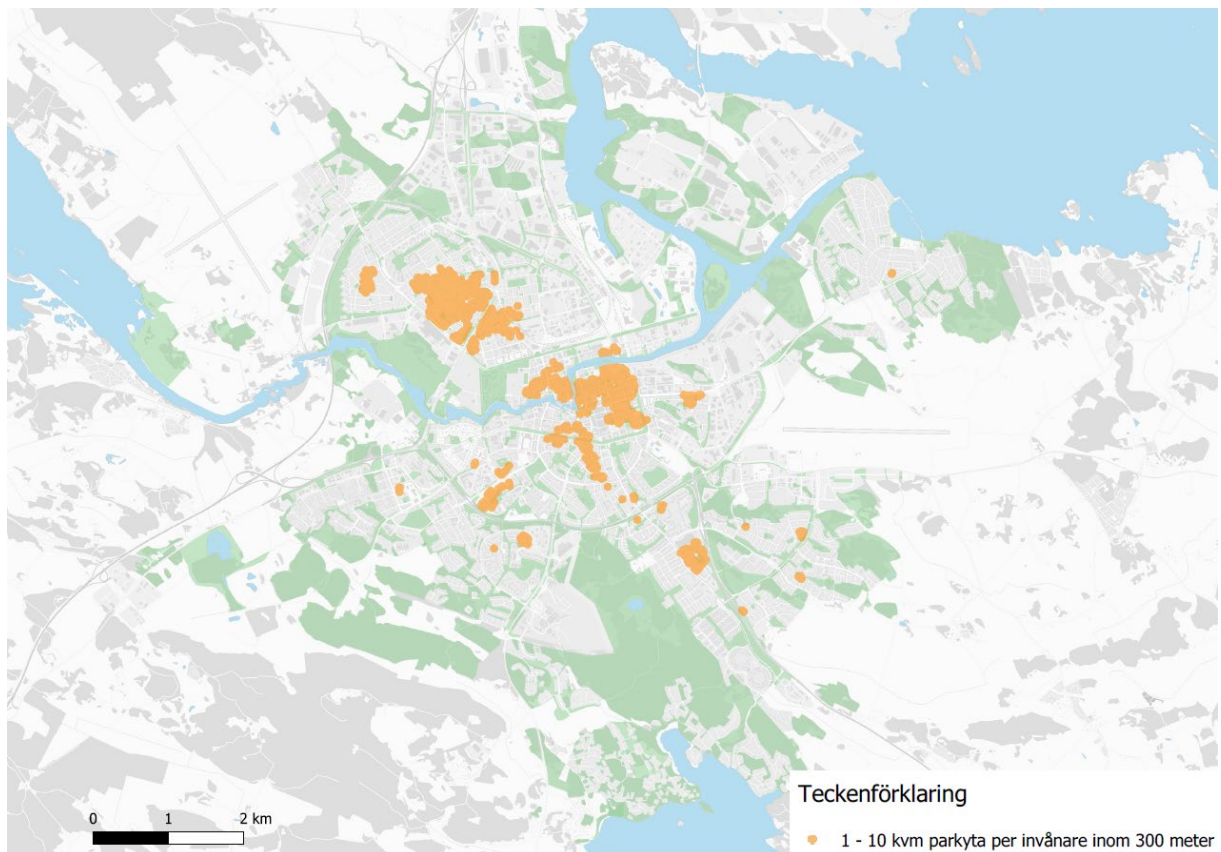 0 1 2 km
Teckenförklaring
1 - 10 kvm parkyta per invånare inom 300 meter